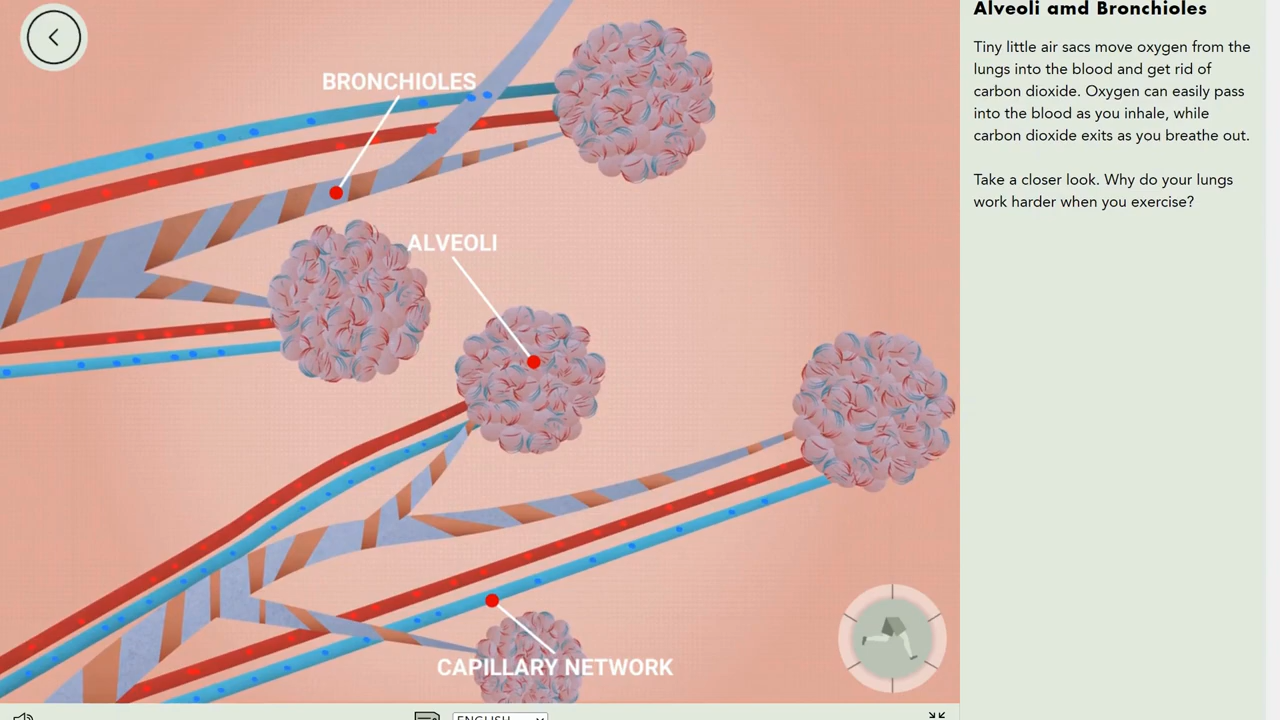 Alveoli amd Bronchioles
Tiny little air sacs move oxygen from the
lungs into the blood and get rid of
carbon dioxide. Oxygen can easily pass
into the blood as you inhale, while
carbon dioxide exits as you breathe out.
Take a closer look. Why do your lungs
work harder when you exercise?
BRONCHIOLES
ALVEOLI
CAPILLARY NETWORK
ENGLISH